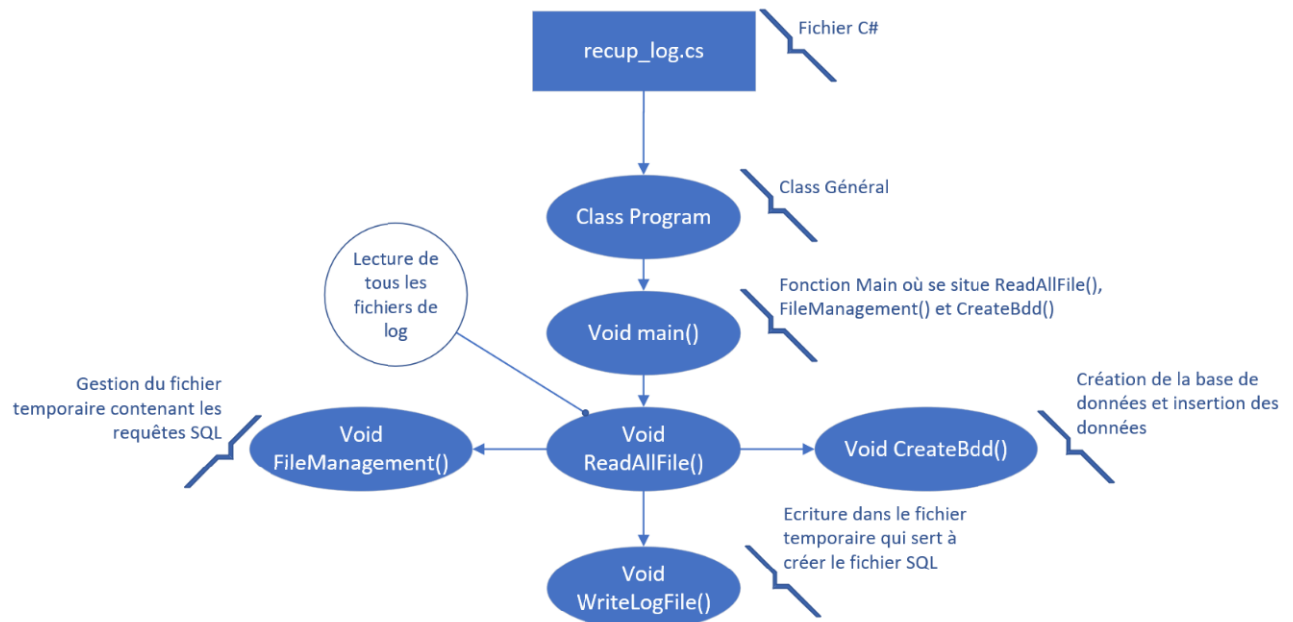 recup_log.cs
Fichier C#
Class Program
Class Général
Lecture de
tous les
fichiers de
log
Void main()
Fonction Main où se situe ReadAllFile(),
FileManagement() et CreateBdd()
Gestion du fichier
temporaire contenant les
requêtes SQL
Void
FileManagement()
Void
ReadAllFile()
Void CreateBdd()
Création de la base de
données et insertion des
données
Ecriture dans le fichier
temporaire qui sert à
créer le fichier SQL
Void
WriteLogFile()